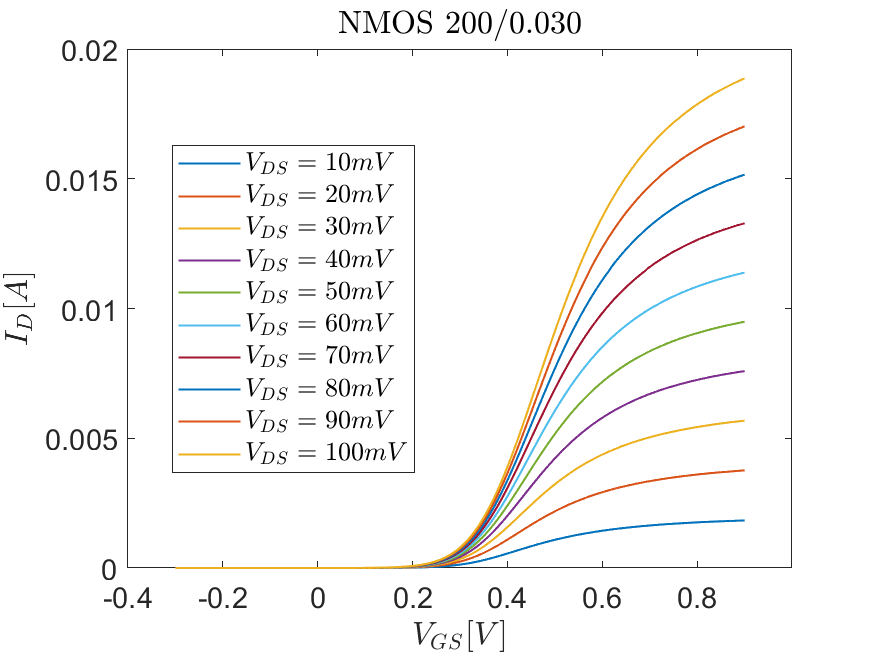 NMOS 200/0.030
0.02
0.015
0.01
0.005
0
I_D[A]
V_DS = 10mV
V_DS = 20mV
V_DS = 30mV
V_DS = 40mV
V_DS = 50mV
V_DS = 60mV
V_DS = 70mV
V_DS = 80mV
V_DS = 90mV
V_DS = 100mV
-0.4 -0.2 0 0.2 0.4 0.6 0.8
V_GS[V]